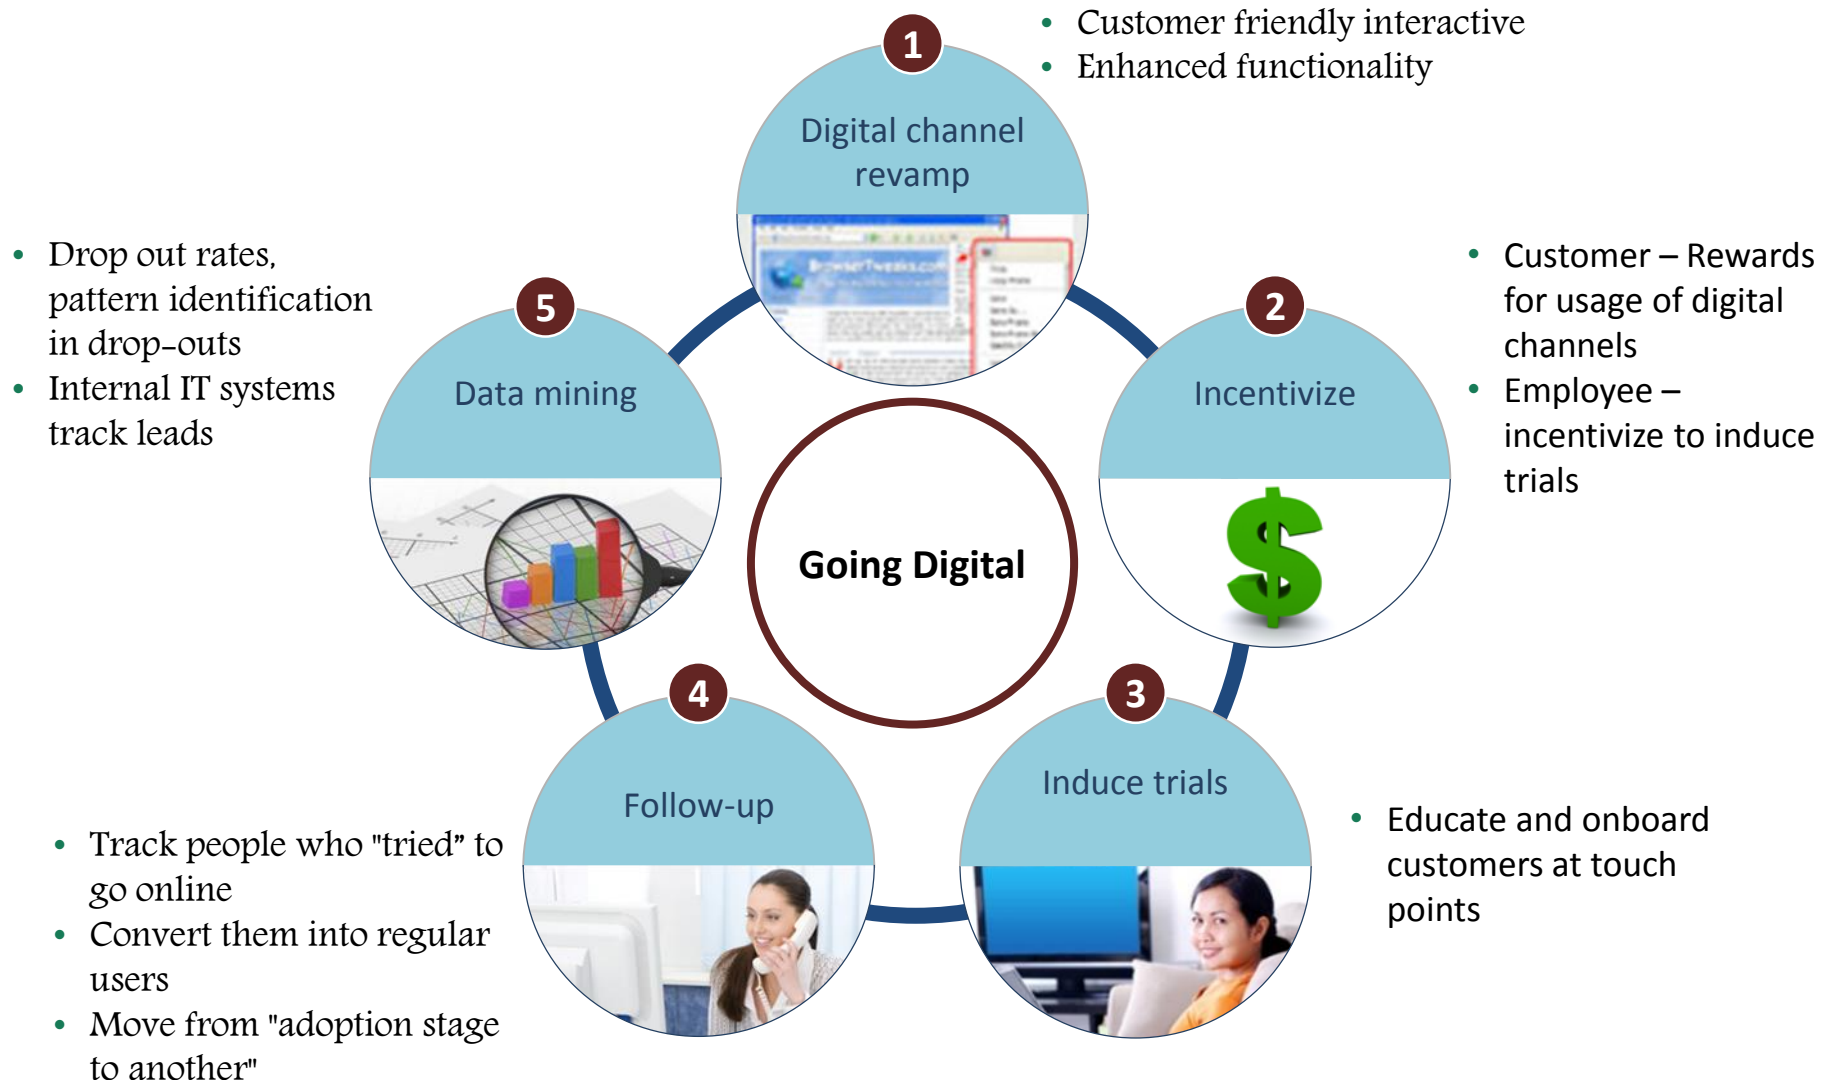 1
• Customer friendly interactive
• Enhanced functionality
Digital channel
revamp
BrowserTweaks.com
2
Incentivize
• Customer – Rewards
for usage of digital
channels
• Employee –
incentivize to induce
trials
3
Induce trials
• Educate and onboard
customers at touch
points
4
Follow-up
• Track people who "tried” to
go online
• Convert them into regular
users
• Move from "adoption stage
to another"
5
Data mining
• Drop out rates,
pattern identification
in drop-outs
• Internal IT systems
track leads
Going Digital